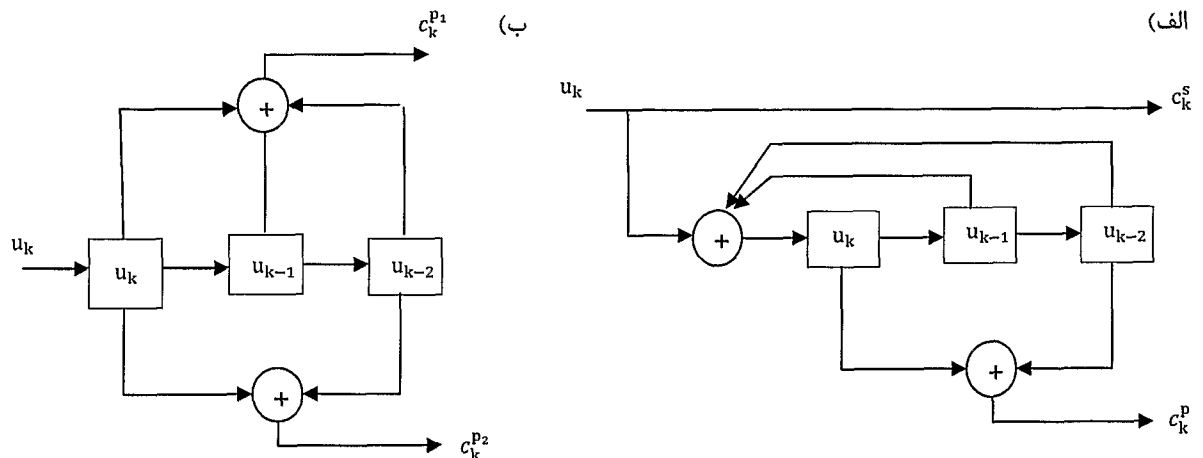 الف)
u_k
c_k^s
+
u_k
u_{k-1}
u_{k-2}
+
c_k^p
ب)
c_k^{p_1}
+
u_k
u_k
u_{k-1}
u_{k-2}
+
c_k^{p_2}